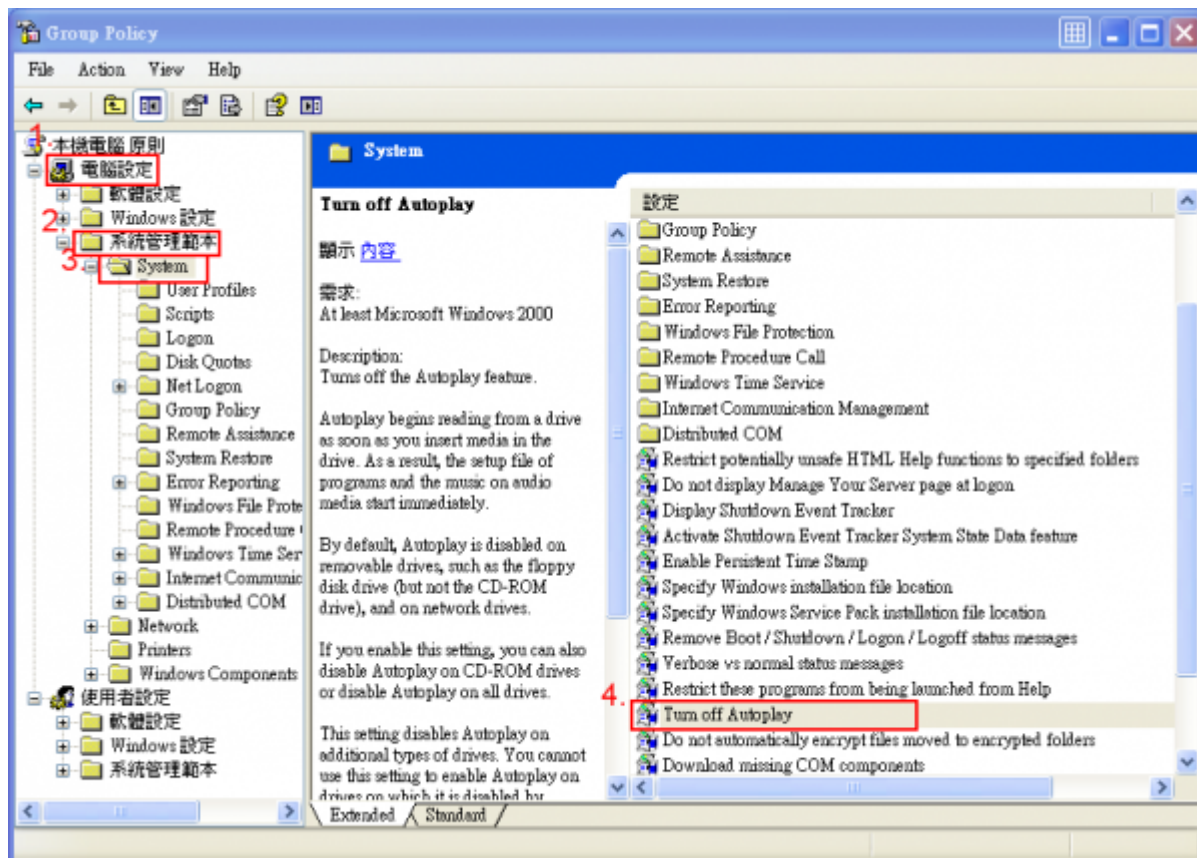 Group Policy
File Action View Help
1.
本機電腦 原則
電腦設定
軟體設定
2.
Windows 設定
系統管理範本
3.
System
User Profiles
Scripts
Logon
Disk Quotas
Net Logon
Group Policy
Remote Assistance
System Restore
Error Reporting
Windows File Prote
Remote Procedure
Windows Time Ser
Internet Communic
Distributed COM
Network
Printers
Windows Components
使用者設定
軟體設定
Windows 設定
系統管理範本
System
Turn off Autoplay
顯示 內容
需求:
At least Microsoft Windows 2000
Description:
Turns off the Autoplay feature.
Autoplay begins reading from a drive
as soon as you insert media in the
drive. As a result, the setup file of
programs and the music on audio
media start immediately.
By default, Autoplay is disabled on
removable drives, such as the floppy
disk drive (but not the CD-ROM
drive), and on network drives.
If you enable this setting, you can also
disable Autoplay on CD-ROM drives
or disable Autoplay on all drives.
This setting disables Autoplay on
additional types of drives. You cannot
use this setting to enable Autoplay on
drives on which it is disabled by
設定
Group Policy
Remote Assistance
System Restore
Error Reporting
Windows File Protection
Remote Procedure Call
Windows Time Service
Internet Communication Management
Distributed COM
Restrict potentially unsafe HTML Help functions to specified folders
Do not display Manage Your Server page at logon
Display Shutdown Event Tracker
Activate Shutdown Event Tracker System State Data feature
Enable Persistent Time Stamp
Specify Windows installation file location
Specify Windows Service Pack installation file location
Remove Boot / Shutdown / Logon / Logoff status messages
Verbose vs normal status messages
Restrict these programs from being launched from Help
4.
Turn off Autoplay
Do not automatically encrypt files moved to encrypted folders
Download missing COM components
Extended Standard